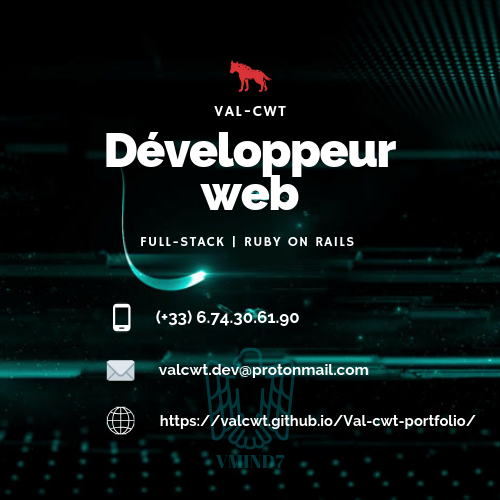 VAL-CWT
Développeur
web
FULL-STACK | RUBY ON RAILS
(+33) 6.74.30.61.90
valcwt.dev@protonmail.com
https://valcwt.github.io/Val-cwt-portfolio/
VMIND7